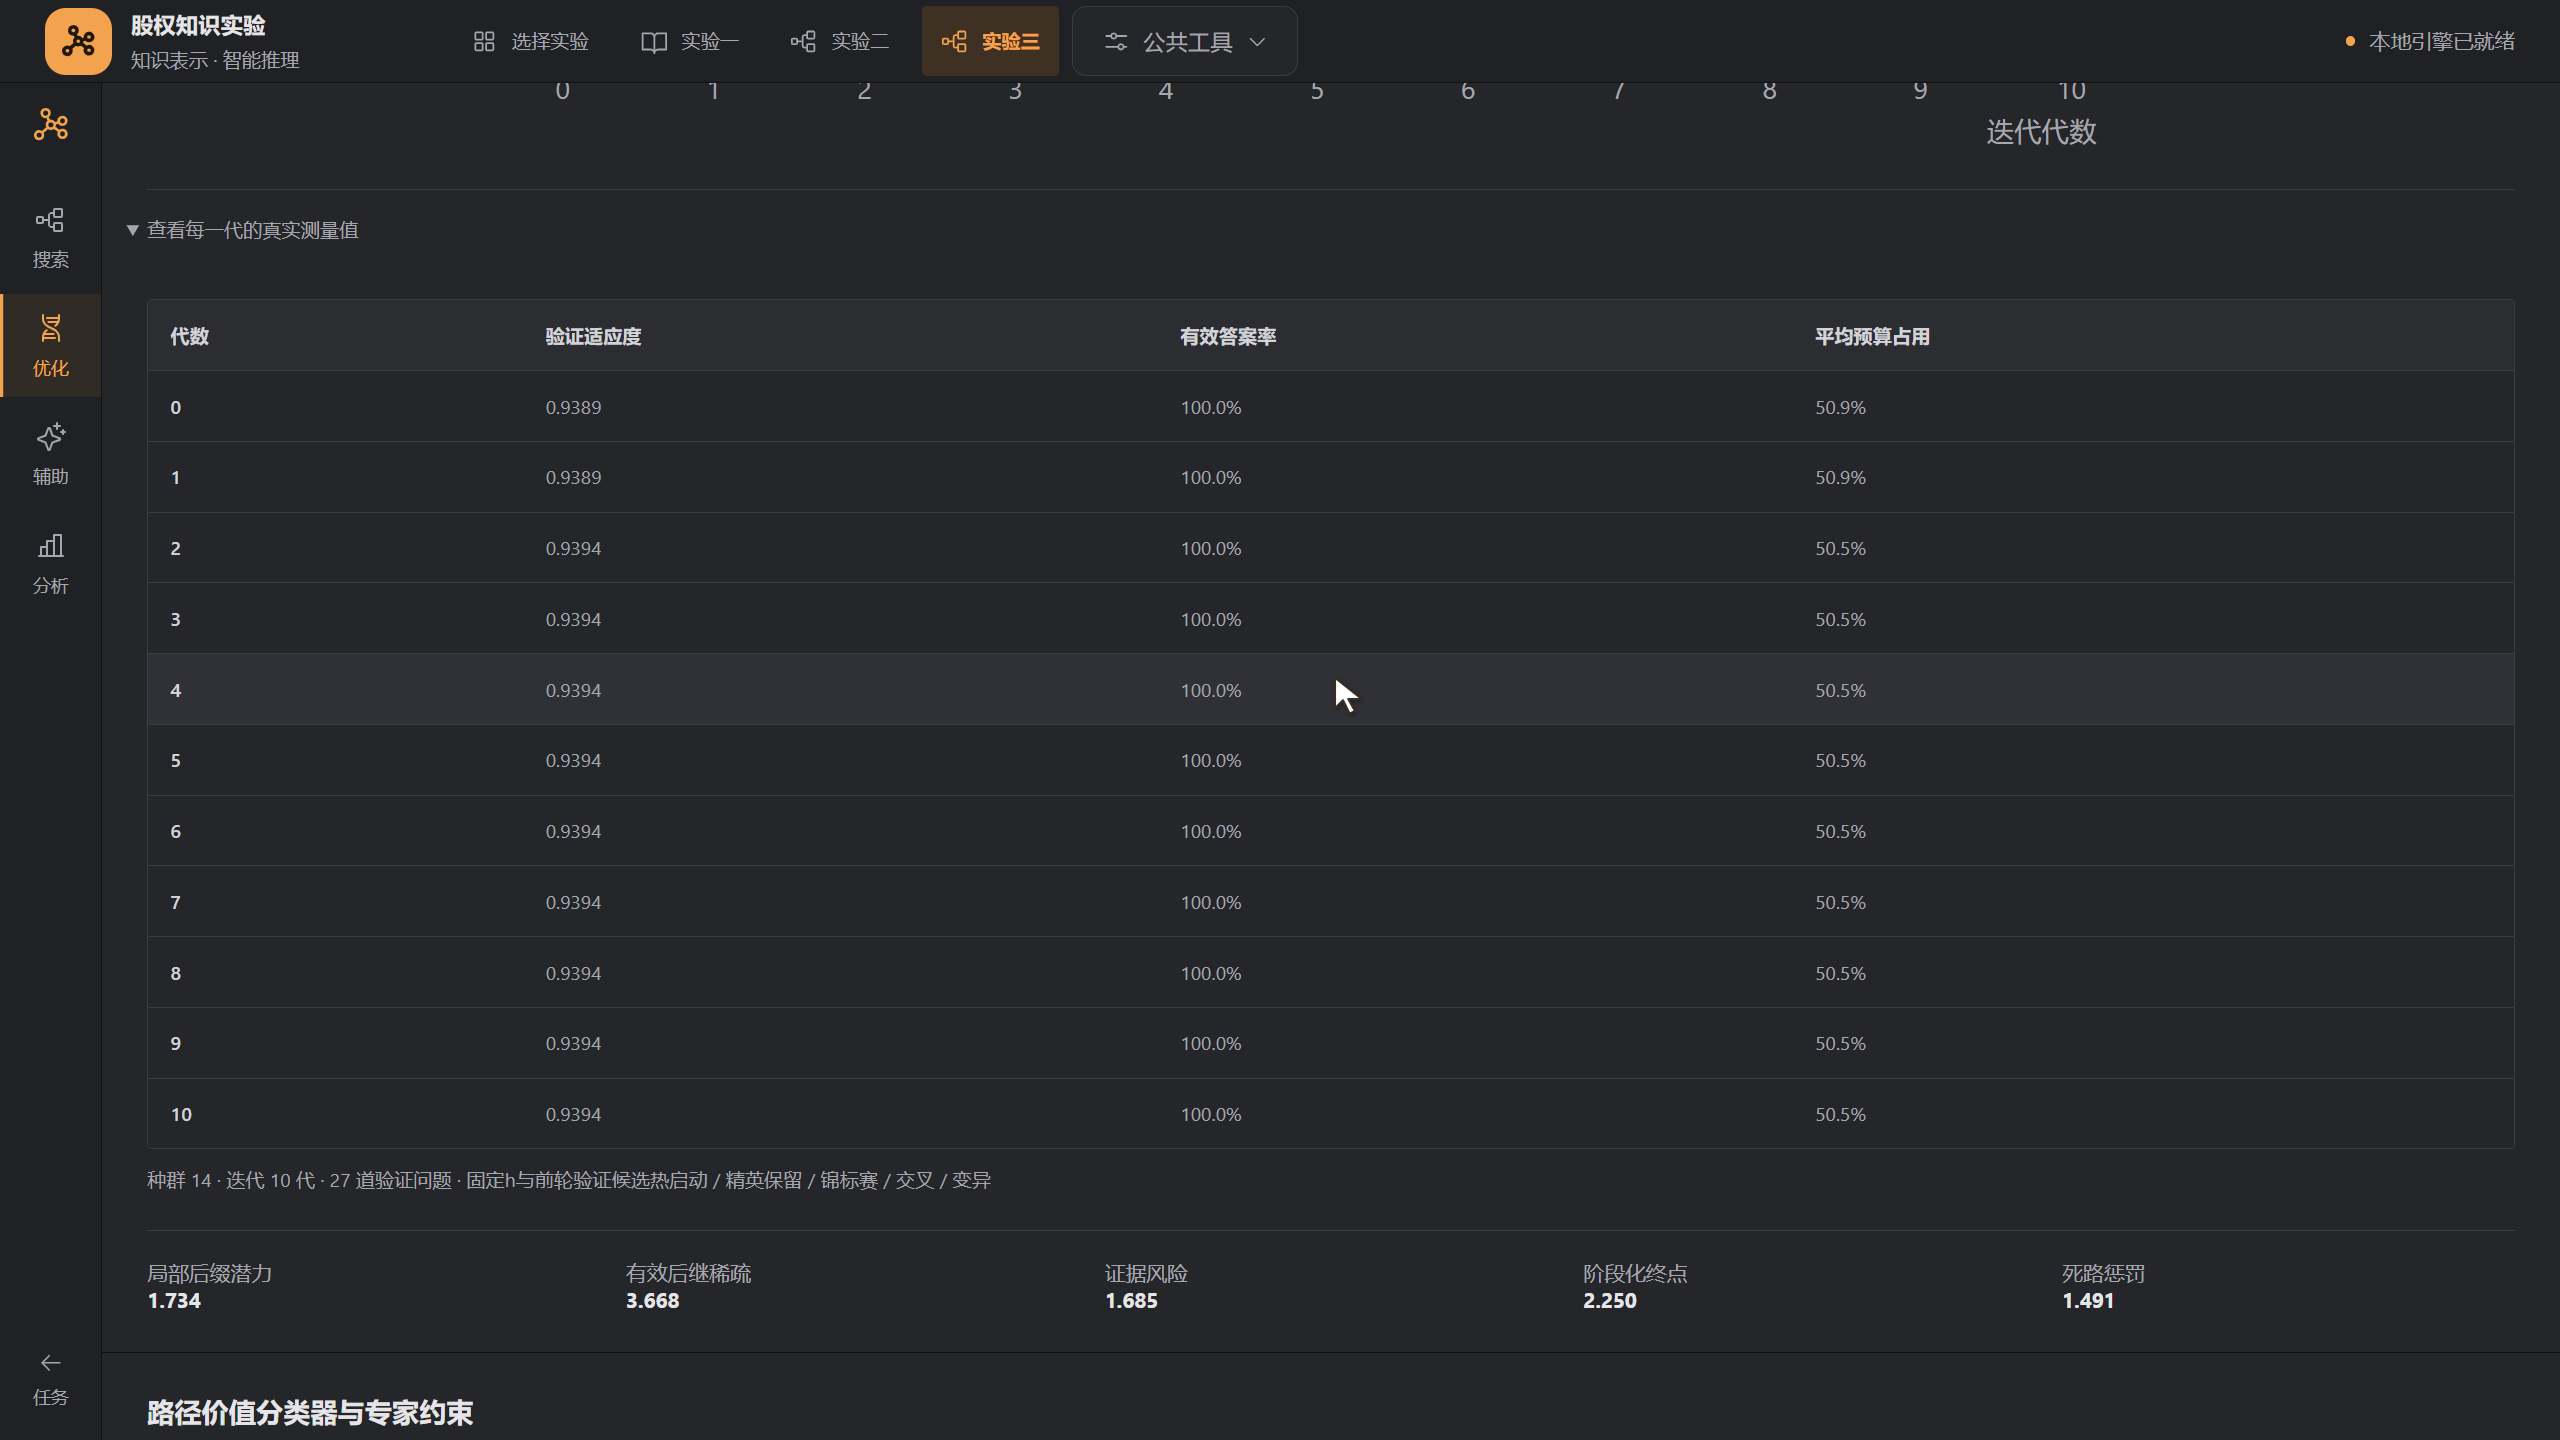 股权知识实验
知识表示 · 智能推理
选择实验
实验一
实验二
实验三
公共工具
本地引擎已就绪
搜索
优化
辅助
分析
任务
0 1 2 3 4 5 6 7 8 9 10
迭代代数
查看每一代的真实测量值
代数 验证适应度 有效答案率 平均预算占用
0 0.9389 100.0% 50.9%
1 0.9389 100.0% 50.9%
2 0.9394 100.0% 50.5%
3 0.9394 100.0% 50.5%
4 0.9394 100.0% 50.5%
5 0.9394 100.0% 50.5%
6 0.9394 100.0% 50.5%
7 0.9394 100.0% 50.5%
8 0.9394 100.0% 50.5%
9 0.9394 100.0% 50.5%
10 0.9394 100.0% 50.5%
种群 14 · 迭代 10 代 · 27 道验证问题 · 固定h与前轮验证候选热启动 / 精英保留 / 锦标赛 / 交叉 / 变异
局部后缀潜力 有效后继稀疏 证据风险 阶段化终点 死路惩罚
1.734 3.668 1.685 2.250 1.491
路径价值分类器与专家约束